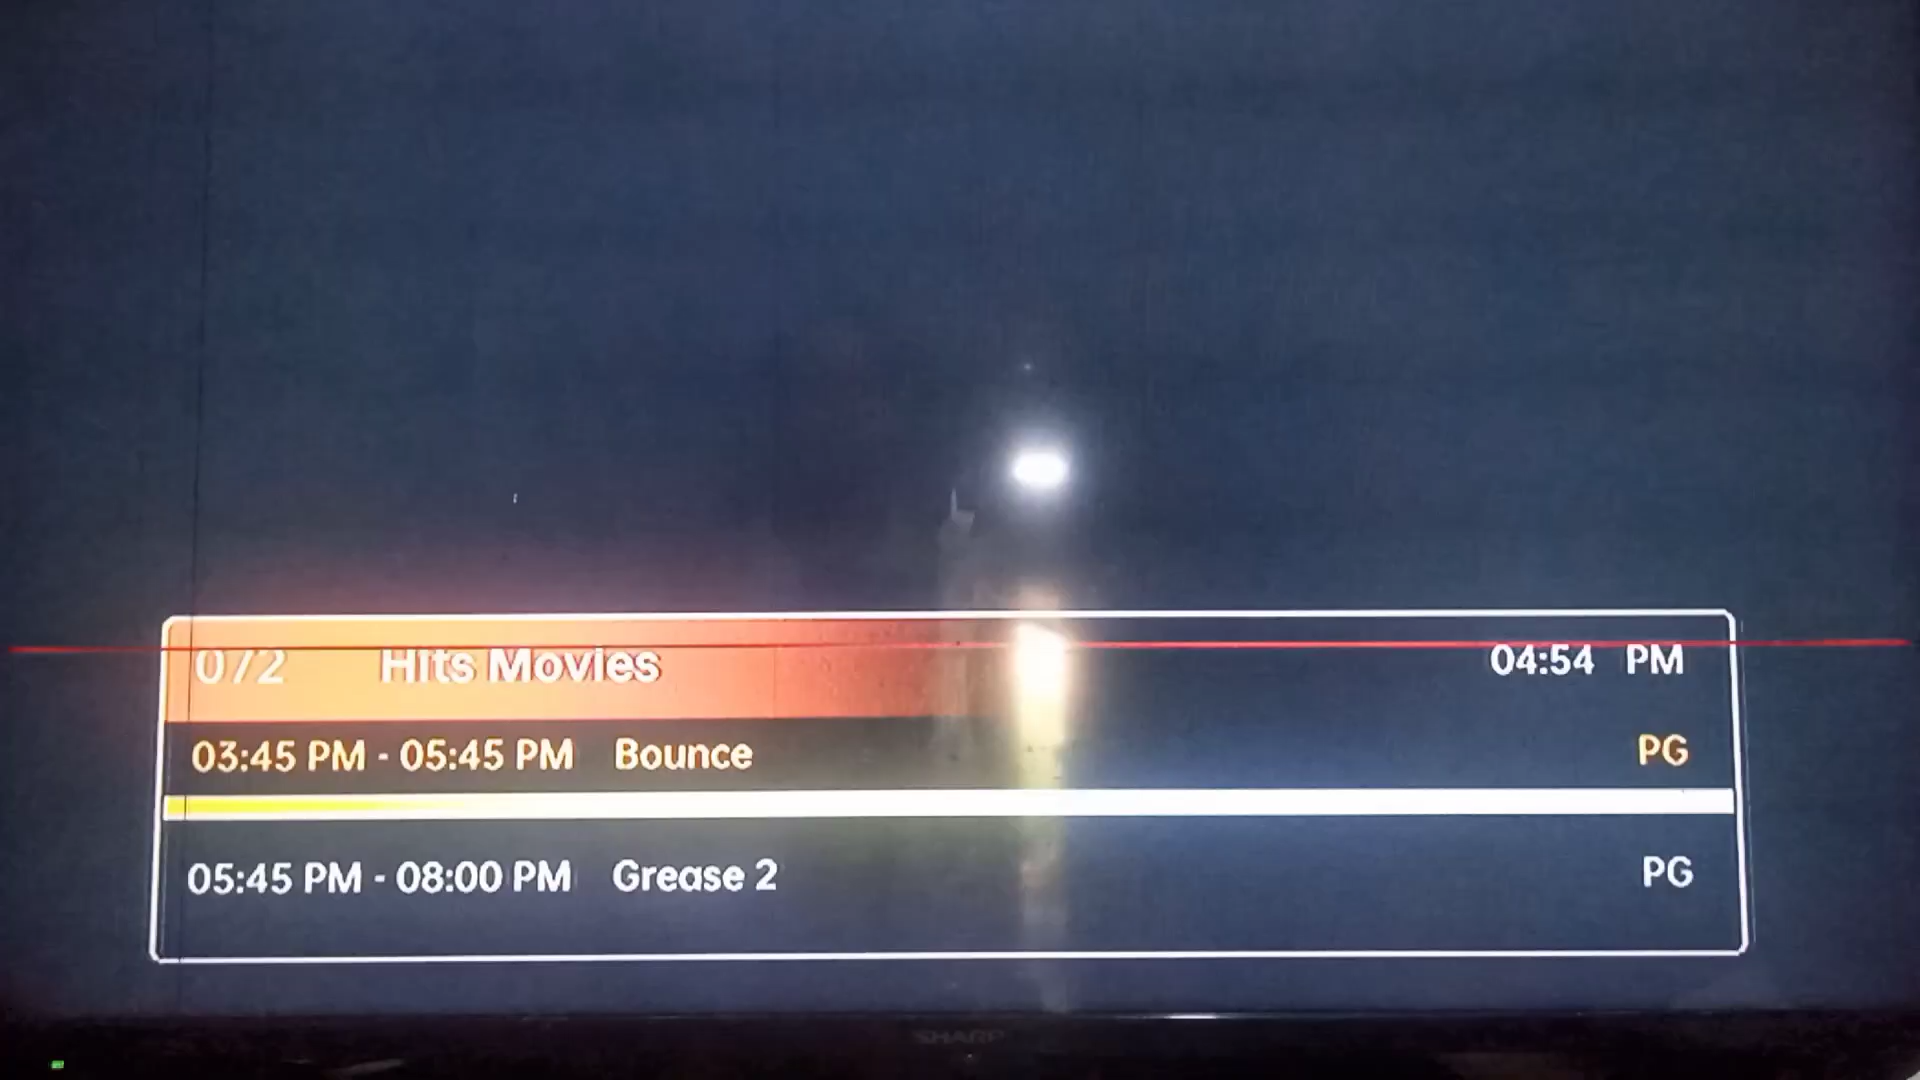 072 Hits Movies 04:54 PM
03:45 PM - 05:45 PM Bounce PG
05:45 PM - 08:00 PM Grease 2 PG
SHARP